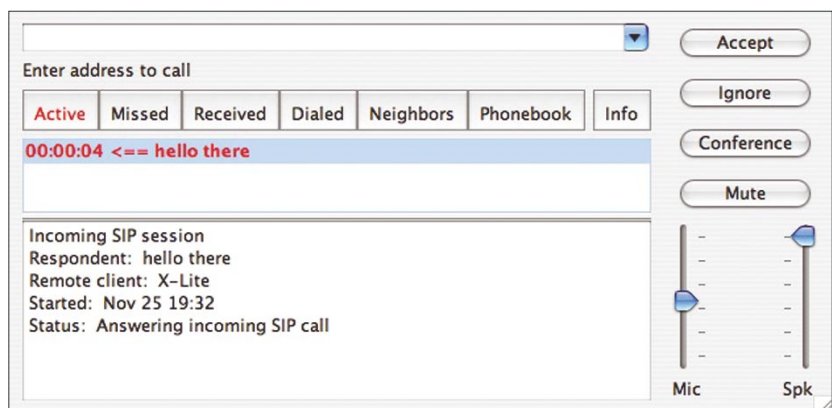 Enter address to call
Active Missed Received Dialed Neighbors Phonebook Info
00:00:04 <== hello there
Incoming SIP session
Respondent: hello there
Remote client: X-Lite
Started: Nov 25 19:32
Status: Answering incoming SIP call
Accept
Ignore
Conference
Mute
Mic Spk